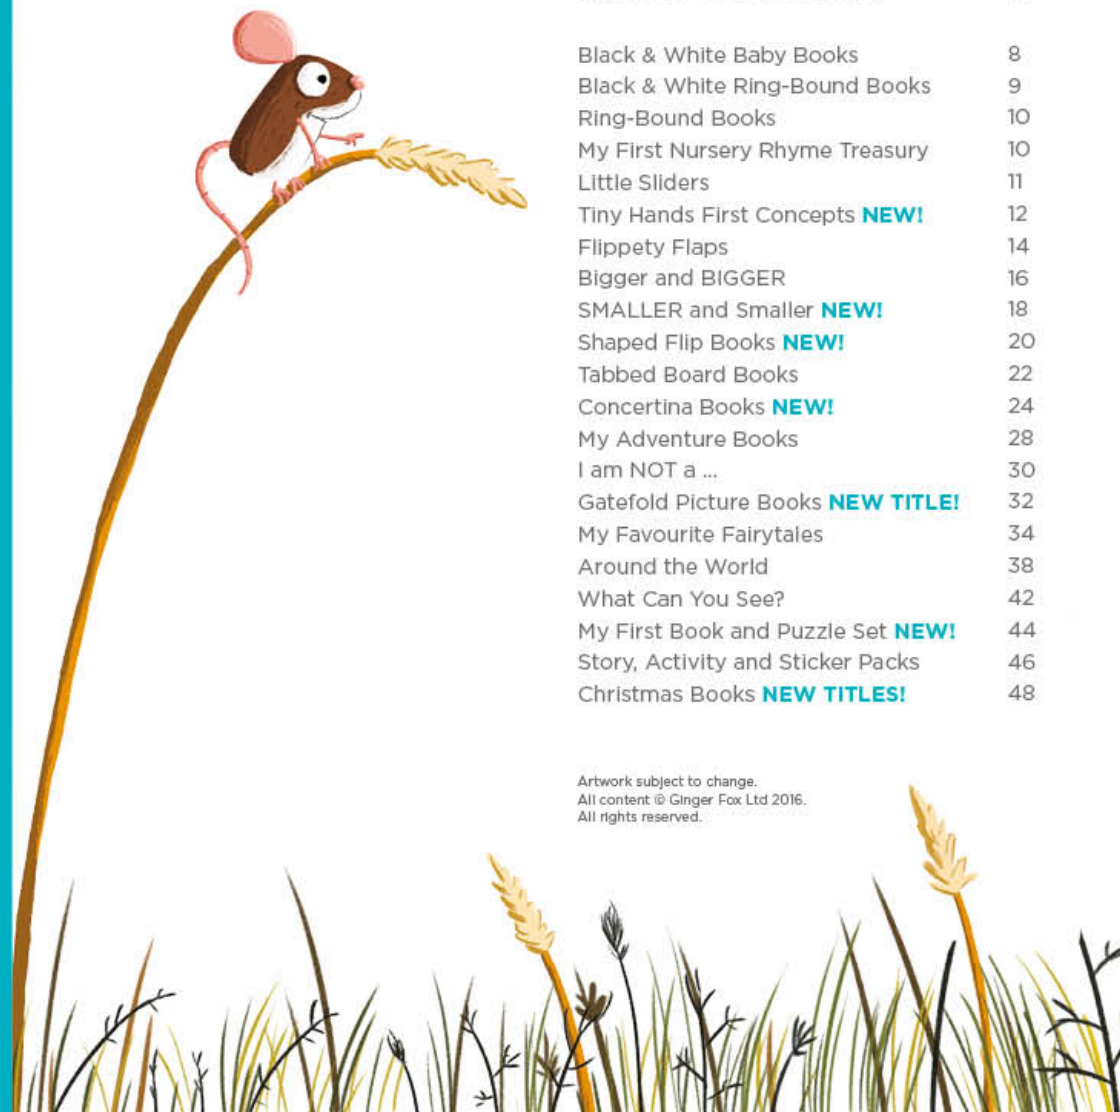 Black & White Baby Books 8
Black & White Ring-Bound Books 9
Ring-Bound Books 10
My First Nursery Rhyme Treasury 10
Little Sliders 11
Tiny Hands First Concepts NEW! 12
Flippety Flaps 14
Bigger and BIGGER 16
SMALLER and Smaller NEW! 18
Shaped Flip Books NEW! 20
Tabbed Board Books 22
Concertina Books NEW! 24
My Adventure Books 28
I am NOT a ... 30
Gatefold Picture Books NEW TITLE! 32
My Favourite Fairytales 34
Around the World 38
What Can You See? 42
My First Book and Puzzle Set NEW! 44
Story, Activity and Sticker Packs 46
Christmas Books NEW TITLES! 48
Artwork subject to change.
All content © Ginger Fox Ltd 2016.
All rights reserved.